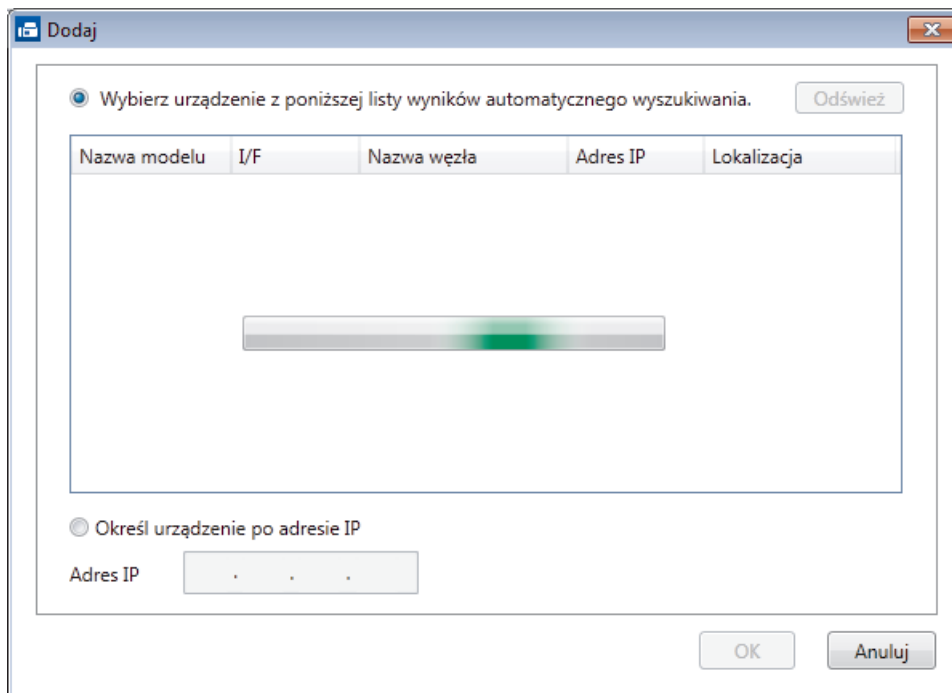 Dodaj
Wybierz urządzenie z poniższej listy wyników automatycznego wyszukiwania. Odśwież
Nazwa modelu I/F Nazwa węzła Adres IP Lokalizacja
Określ urządzenie po adresie IP
Adres IP . . .
OK Anuluj